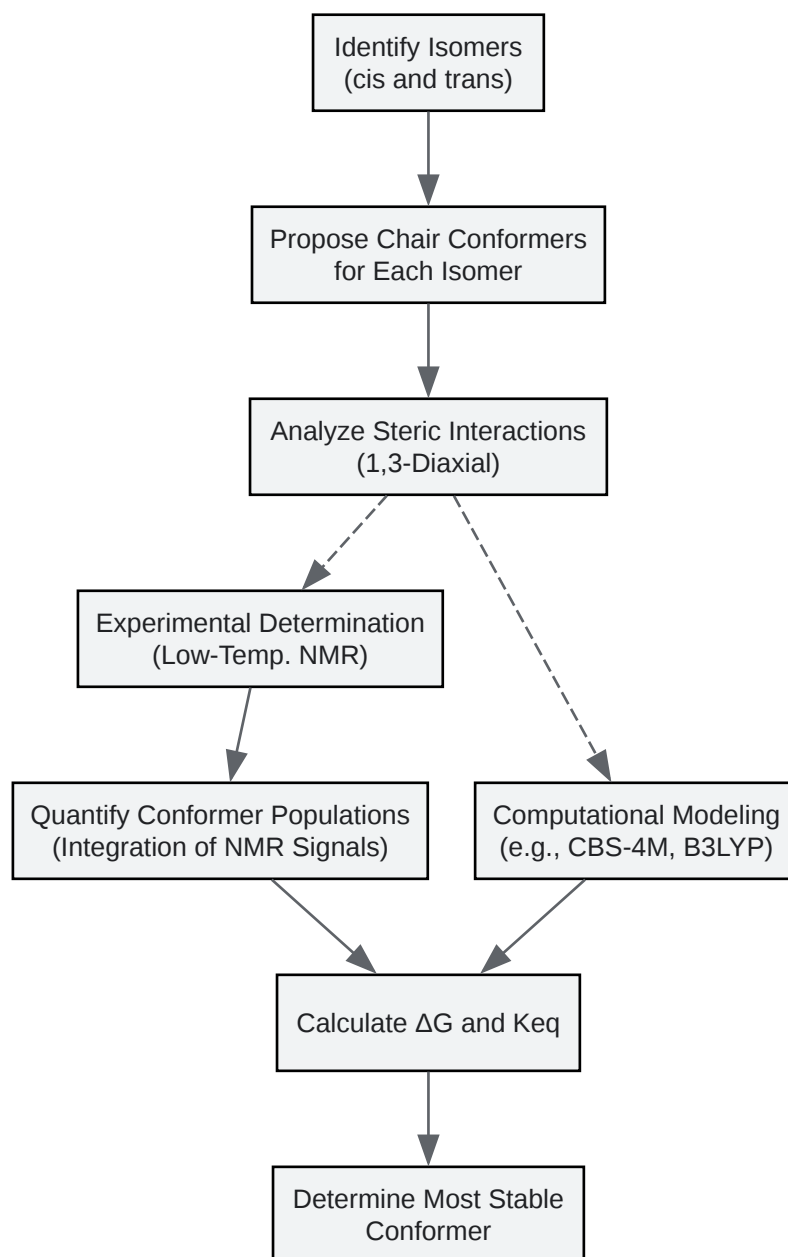 Identify Isomers
(cis and trans)
Propose Chair Conformers
for Each Isomer
Analyze Steric Interactions
(1,3-Diaxial)
Experimental Determination
(Low-Temp. NMR)
Quantify Conformer Populations
(Integration of NMR Signals)
Computational Modeling
(e.g., CBS-4M, B3LYP)
Calculate ΔG and Keq
Determine Most Stable
Conformer